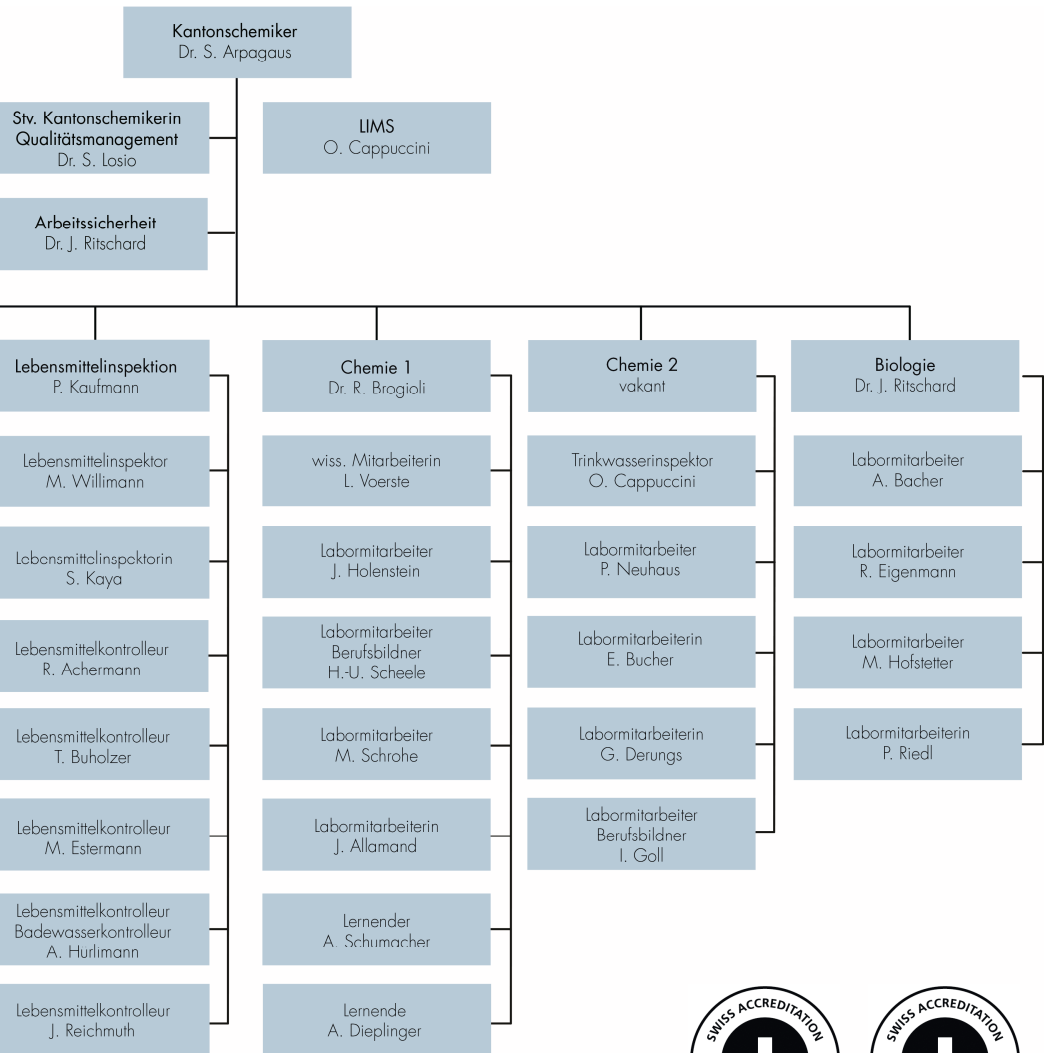 Kantonschemiker
Dr. S. Arpagaus
Stv. Kantonschemikerin
Qualitätsmanagement
Dr. S. Losio
LIMS
O. Cappuccini
Arbeitssicherheit
Dr. J. Ritschard
Lebensmittelinspektion
P. Kaufmann
Lebensmittelinspektor
M. Willimann
Lebensmittelinspektorin
S. Kaya
Lebensmittelkontrolleur
R. Achermann
Lebensmittelkontrolleur
T. Buholzer
Lebensmittelkontrolleur
M. Estermann
Lebensmittelkontrolleur
Badewasserkontrolleur
A. Hurlimann
Lebensmittelkontrolleur
J. Reichmuth
Chemie 1
Dr. R. Brogioli
wiss. Mitarbeiterin
L. Voerste
Labormitarbeiter
J. Holenstein
Labormitarbeiter
Berufsbildner
H.-U. Scheele
Labormitarbeiter
M. Schrohe
Labormitarbeiterin
J. Allamand
Lernender
A. Schumacher
Lernende
A. Dieplinger
Chemie 2
vakant
Trinkwasserinspektor
O. Cappuccini
Labormitarbeiter
P. Neuhaus
Labormitarbeiterin
E. Bucher
Labormitarbeiterin
G. Derungs
Labormitarbeiter
Berufsbildner
I. Goll
Biologie
Dr. J. Ritschard
Labormitarbeiter
A. Bacher
Labormitarbeiter
R. Eigenmann
Labormitarbeiter
M. Hofstetter
Labormitarbeiterin
P. Riedl
SWISS ACCREDITATION
SWISS ACCREDITATION